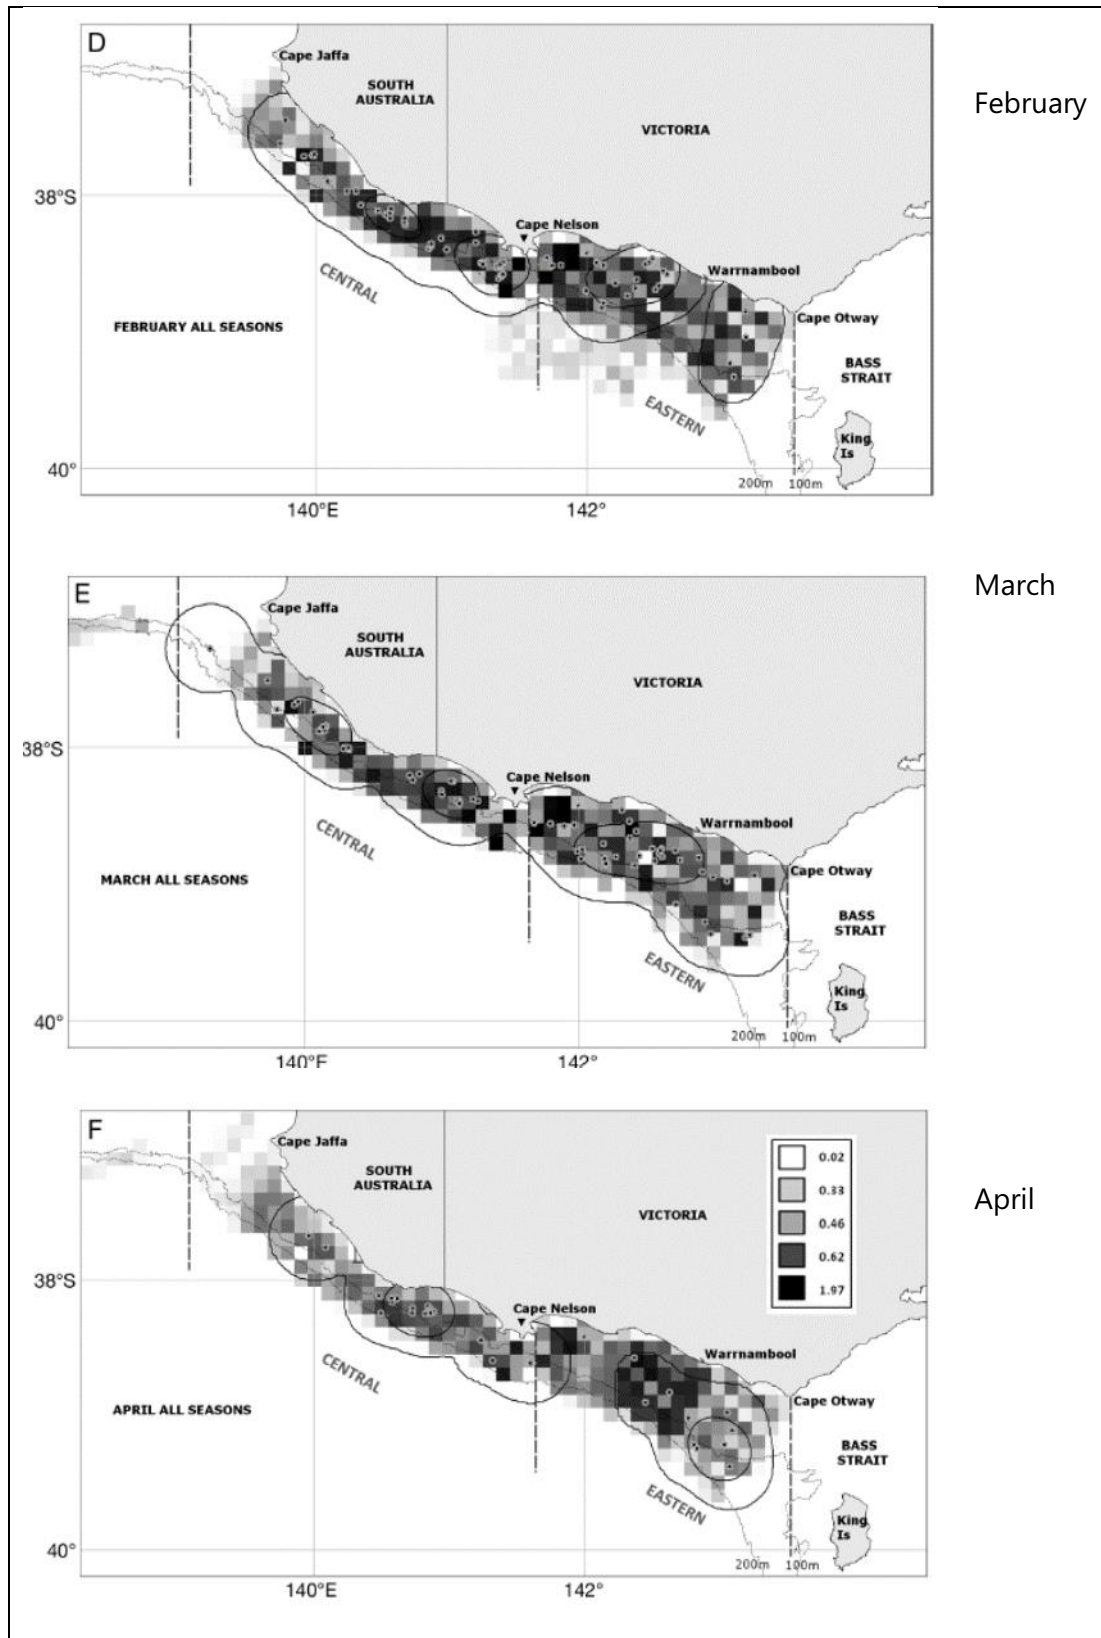 D
Cape Jaffa
SOUTH
AUSTRALIA
VICTORIA
February
38°S
Cape Nelson
Warrnambool
CENTRAL
Cape Otway
FEBRUARY ALL SEASONS
BASS
STRAIT
EASTERN
King
Is
40°
200m 100m
140°E 142°
E
March
Cape Jaffa
SOUTH
AUSTRALIA
VICTORIA
38°S
Cape Nelson
Warrnambool
CENTRAL
Cape Otway
MARCH ALL SEASONS
BASS
STRAIT
EASTERN
King
Is
40°
200m 100m
140°E 142°
F
Cape Jaffa
0.02
SOUTH
AUSTRALIA
0.33
April
VICTORIA
0.46
0.62
38°S
1.97
Cape Nelson
Warrnambool
CENTRAL
Cape Otway
APRIL ALL SEASONS
BASS
STRAIT
EASTERN
King
Is
40°
200m 100m
140°E 142°